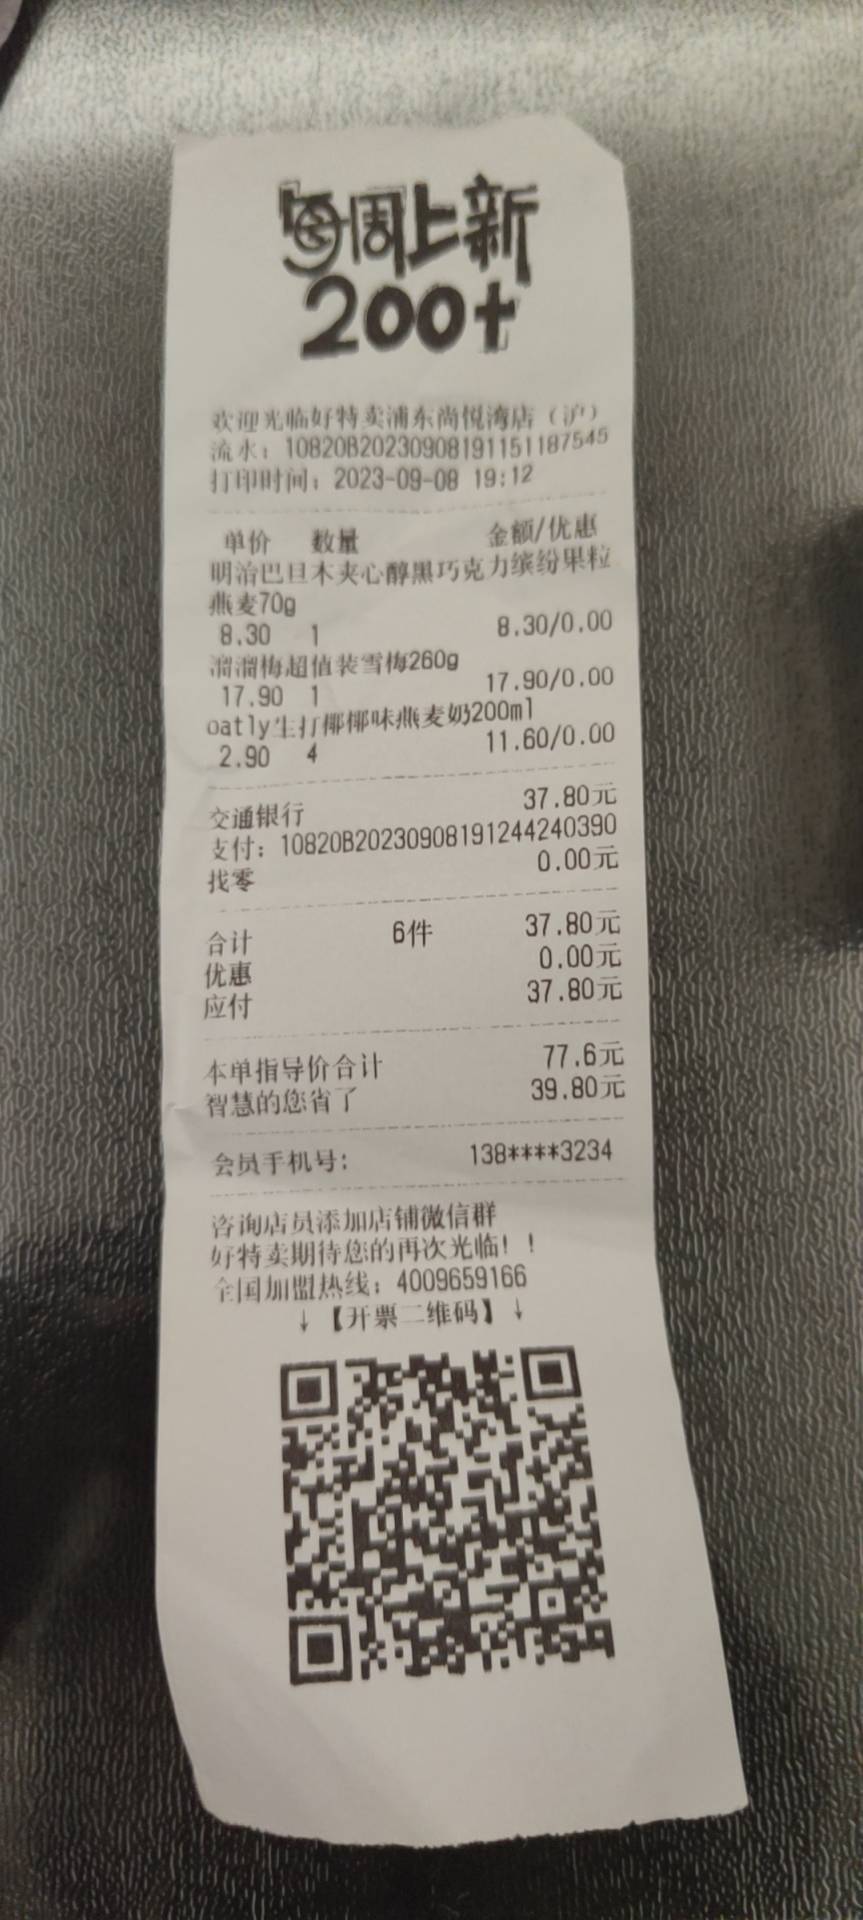 每周上新
200+
欢迎光临好特卖浦东尚悦湾店（沪）
流水：10820B202309081911511​87545
打印时间：2023-09-08 19:12
单价 数量 金额/优惠
明治巴旦木夹心醇黑巧克力缤纷果粒
燕麦70g
8.30 1 8.30/0.00
溜溜梅超值装雪梅260g
17.90 1 17.90/0.00
oatly生打椰椰味燕麦奶200ml
2.90 4 11.60/0.00
交通银行 37.80元
支付：10820B20230908191244240390
找零 0.00元
合计 6件 37.80元
优惠 0.00元
应付 37.80元
本单指导价合计 77.6元
智慧的您省了 39.80元
会员手机号: 138****3234
咨询店员添加店铺微信群
好特卖期待您的再次光临！！
全国加盟热线：4009659166
↓【开票二维码】↓